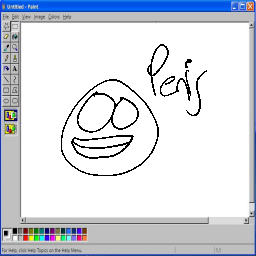 Untitled - Paint
File Edit View Image Colors Help
Penis
For Help, click Help Topics on the Help Menu.